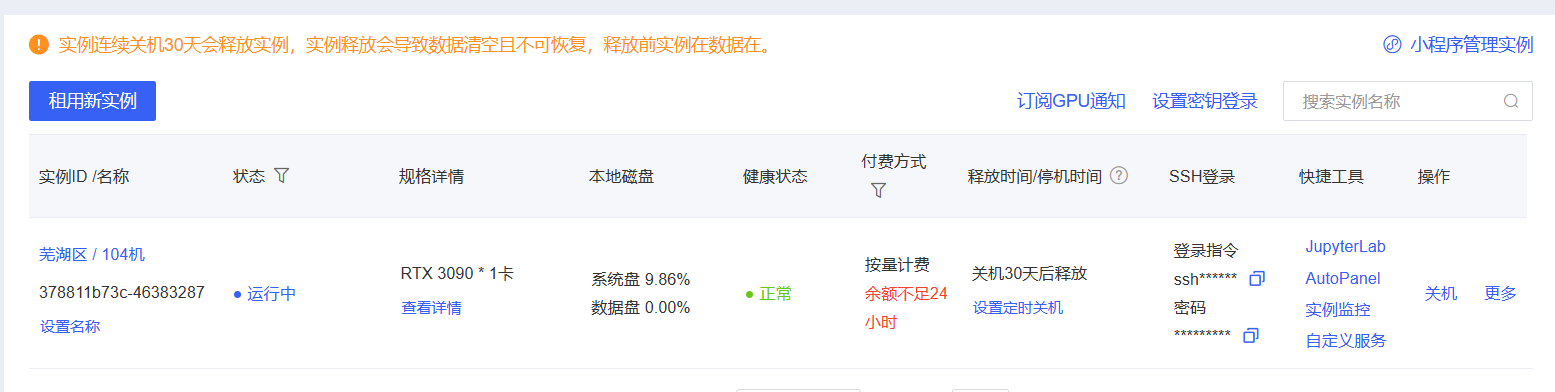 实例连续关机30天会释放实例，实例释放会导致数据清空且不可恢复，释放前实例在数据在。
小程序管理实例
租用新实例
订阅GPU通知
设置密钥登录
搜索实例名称
实例ID /名称
状态
规格详情
本地磁盘
健康状态
付费方式
释放时间/停机时间
SSH登录
快捷工具
操作
芜湖区 / 104机
378811b73c-46383287
设置名称
运行中
RTX 3090 * 1卡
查看详情
系统盘 9.86%
数据盘 0.00%
正常
按量计费
余额不足24
小时
关机30天后释放
设置定时关机
登录指令
ssh******
密码
*********
JupyterLab
AutoPanel
实例监控
自定义服务
关机
更多